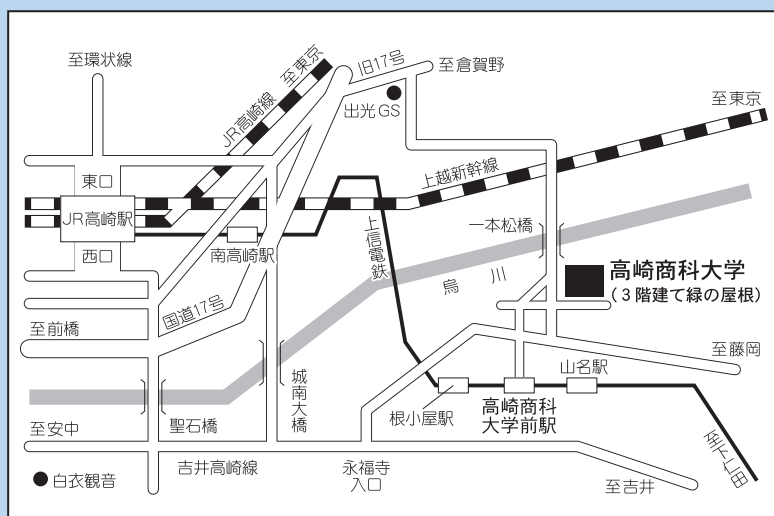 至環状線
JR高崎線
至東京
旧17号
至倉賀野
出光GS
至東京
上越新幹線
東口
JR高崎駅
西口
南高崎駅
上信電鉄
一本松橋
烏川
高崎商科大学
(3階建て緑の屋根)
国道17号
至前橋
至藤岡
山名駅
城南大橋
根小屋駅
高崎商科
大学前駅
聖石橋
至安中
吉井高崎線
永福寺
入口
至下仁田
白衣観音
至吉井